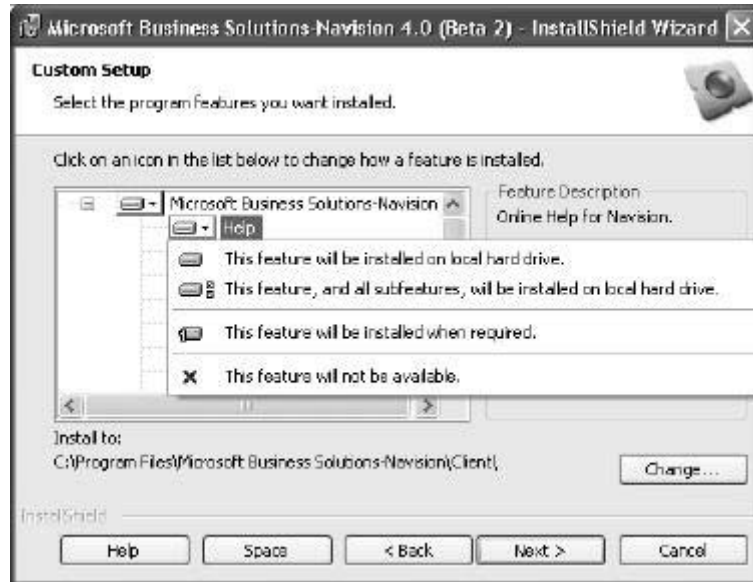 Microsoft Business Solutions-Navision 4.0 (Beta 2) - InstallShield Wizard
Custom Setup
Select the program features you want installed.
Click on an icon in the list below to change how a feature is installed.
Microsoft Business Solutions-Navision
Help
Feature Description
Online Help for Navision.
This feature will be installed on local hard drive.
This feature, and all subfeatures, will be installed on local hard drive.
This feature will be installed when required.
This feature will not be available.
Install to:
C:\Program Files\Microsoft Business Solutions-Navision\Client\
Change...
InstallShield
Help
Space
< Back
Next >
Cancel